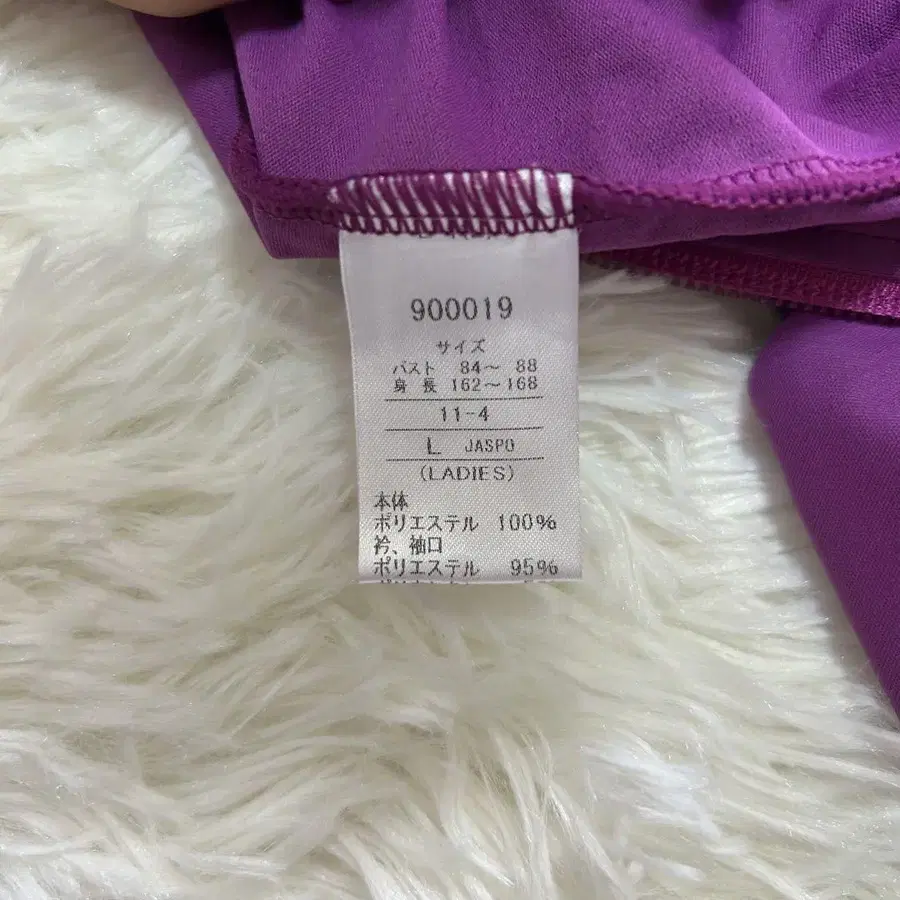 900019
サイズ
バスト 84〜 88
身 長 162〜168
11-4
L JASPO
(LADIES)
本体
ポリエステル 100%
衿、袖口
ポリエステル 95%